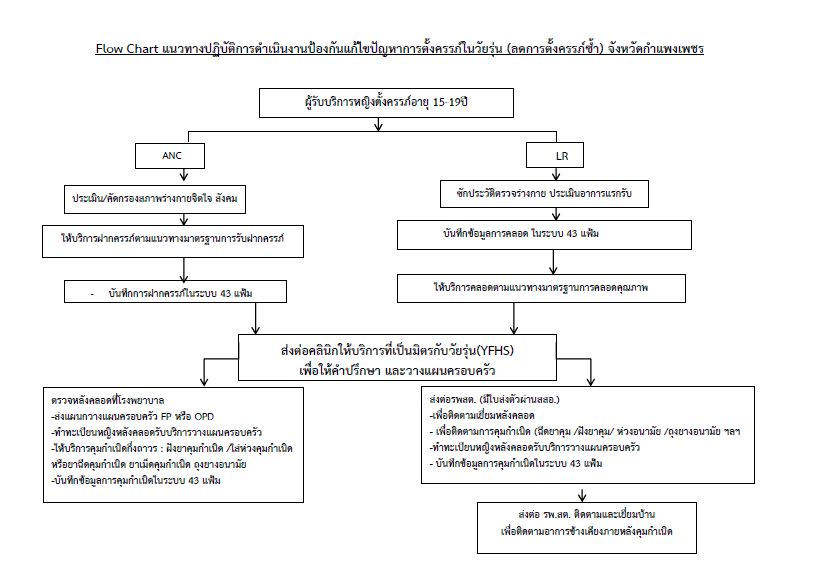 Flow Chart แนวทางปฏิบัติการดำเนินงานป้องกันแก้ไขปัญหาการตั้งครรภ์ในวัยรุ่น (ลดการตั้งครรภ์ซ้ำ) จังหวัดกำแพงเพชร
ผู้รับบริการหญิงตั้งครรภ์อายุ 15-19ปี
ANC
LR
ประเมิน/คัดกรองสภาพร่างกายจิตใจ สังคม
ซักประวัติตรวจร่างกาย ประเมินอาการแรกรับ
ให้บริการฝากครรภ์ตามแนวทางมาตรฐานการรับฝากครรภ์
บันทึกข้อมูลการคลอด ในระบบ 43 แฟ้ม
- บันทึกการฝากครรภ์ในระบบ 43 แฟ้ม
ให้บริการคลอดตามแนวทางมาตรฐานการคลอดคุณภาพ
ส่งต่อคลินิกให้บริการที่เป็นมิตรกับวัยรุ่น(YFHS)
เพื่อให้คำปรึกษา และวางแผนครอบครัว
ตรวจหลังคลอดที่โรงพยาบาล
-ส่งแผนกวางแผนครอบครัว FP หรือ OPD
-ทำทะเบียนหญิงหลังคลอดรับบริการวางแผนครอบครัว
-ให้บริการคุมกำเนิดกึ่งถาวร : ฝังยาคุมกำเนิด /ใส่ห่วงคุมกำเนิด
หรือยาฉีดคุมกำเนิด ยาเม็ดคุมกำเนิด ถุงยางอนามัย
-บันทึกข้อมูลการคุมกำเนิดในระบบ 43 แฟ้ม
ส่งต่อรพสต. (มีใบส่งตัวผ่านสสอ.)
-เพื่อติดตามเยี่ยมหลังคลอด
- เพื่อติดตามการคุมกำเนิด (ฉีดยาคุม /ฝังยาคุม/ ห่วงอนามัย /ถุงยางอนามัย ฯลฯ
-ทำทะเบียนหญิงหลังคลอดรับบริการวางแผนครอบครัว
- บันทึกข้อมูลการคุมกำเนิดในระบบ 43 แฟ้ม
ส่งต่อ รพ.สต. ติดตามและเยี่ยมบ้าน
เพื่อติดตามอาการข้างเคียงภายหลังคุมกำเนิด